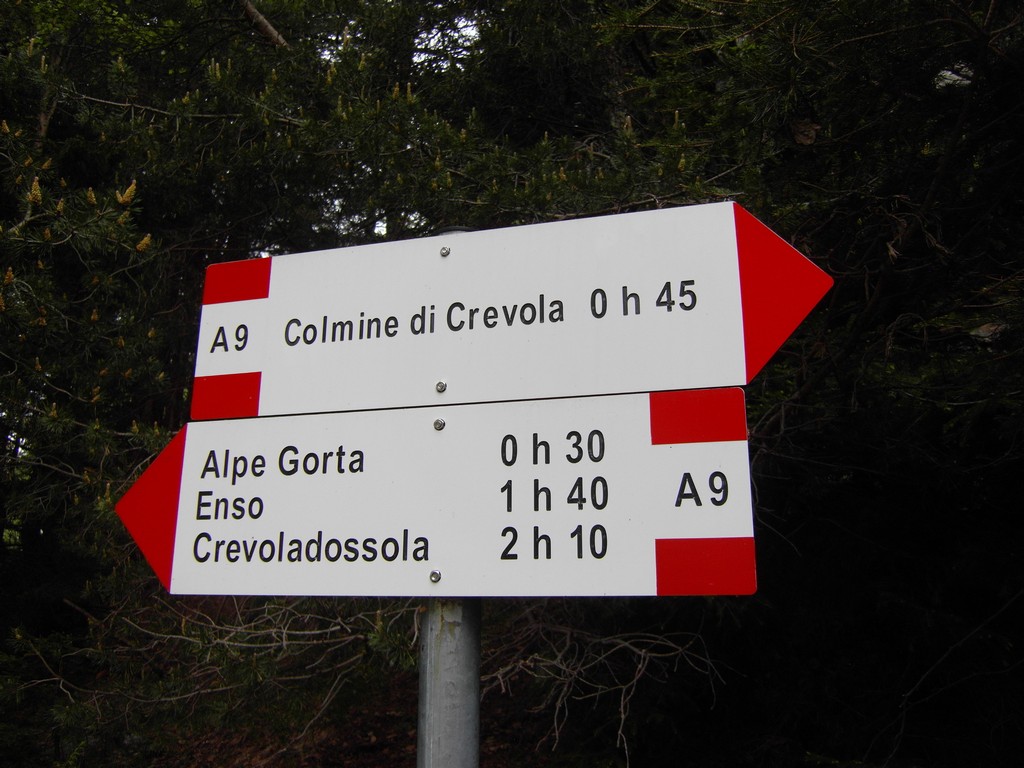 A9 Colmine di Crevola 0 h 45
Alpe Gorta 0 h 30
Enso 1 h 40 A9
Crevoladossola 2 h 10